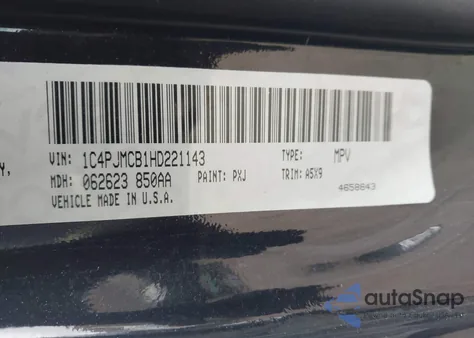 VIN: 1C4PJMCB1HD221143 TYPE: MPV
Y,
MDH: 062623 850AA PAINT: PXJ TRIM: A5X9
VEHICLE MADE IN U.S.A. 4658643
autoSnap